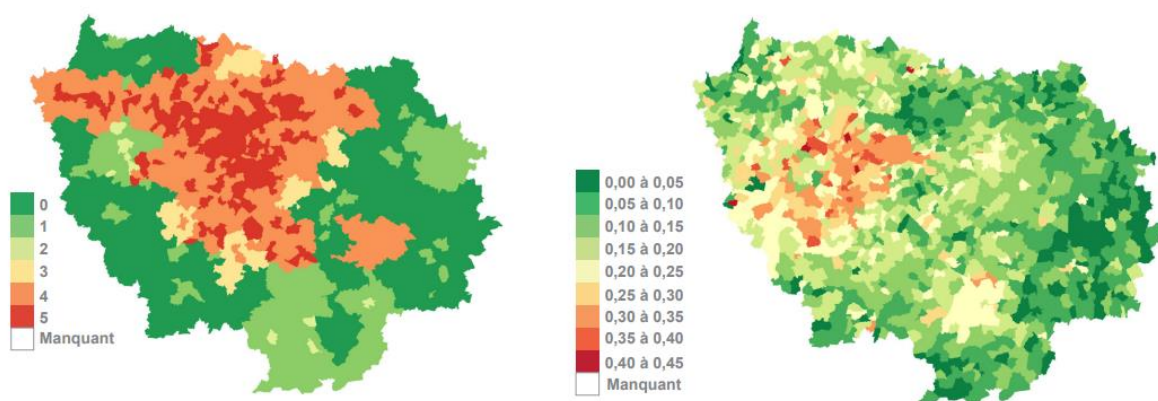 0
1
2
3
4
5
Manquant
0,00 à 0,05
0,05 à 0,10
0,10 à 0,15
0,15 à 0,20
0,20 à 0,25
0,25 à 0,30
0,30 à 0,35
0,35 à 0,40
0,40 à 0,45
Manquant